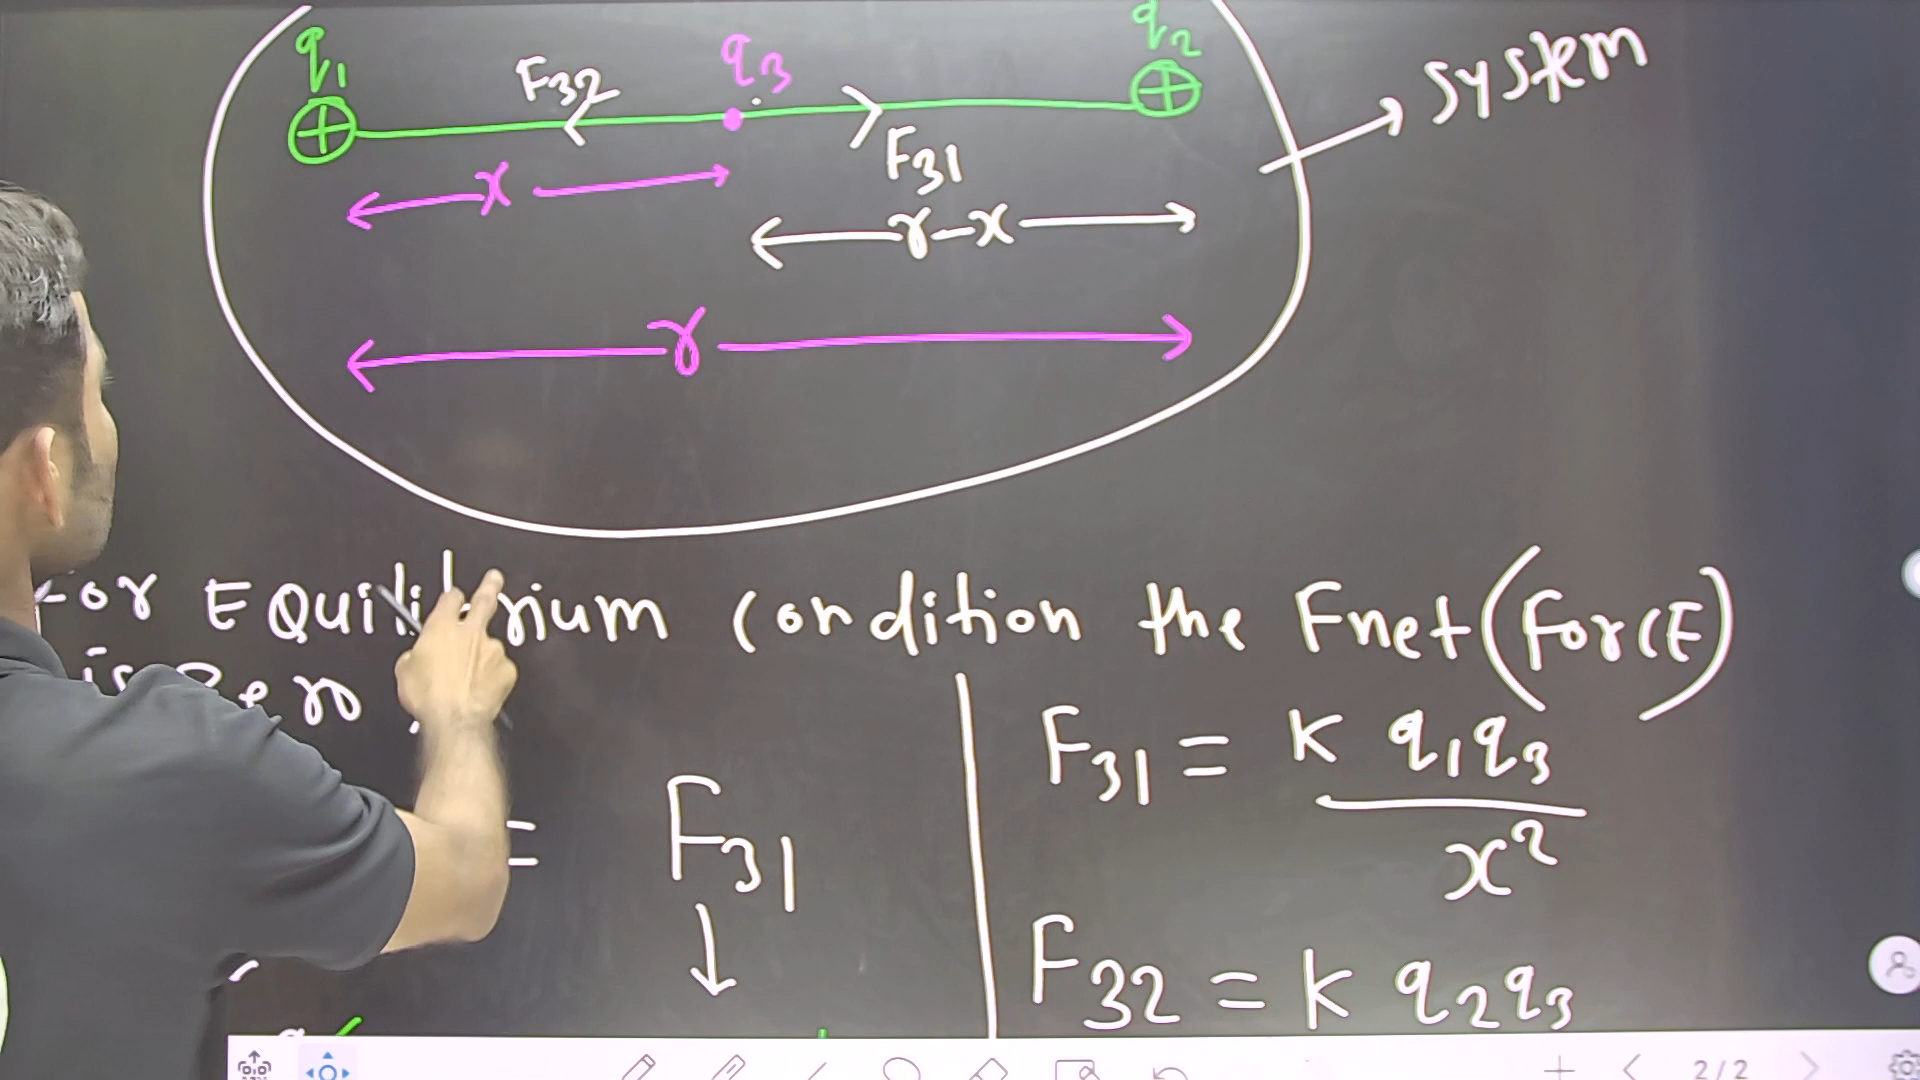 q1 F32 q3 q2
F31
System
x
r-x
r
For EQuilibrium Condition the Fnet (ForcE)
is Zero
= F31
F31 = K q1q3
x²
F32 = K q2q3
2/2